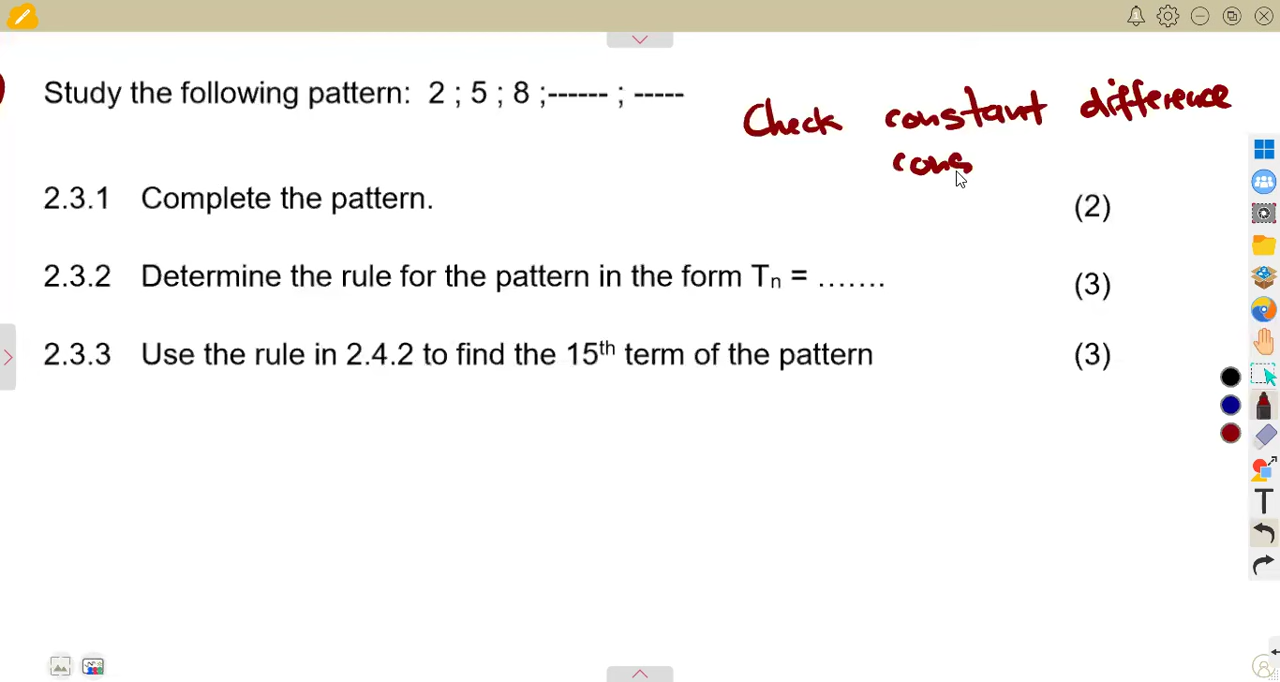 Study the following pattern: 2 ; 5 ; 8 ;------ ; -----
Check constant difference
cons
2.3.1 Complete the pattern. (2)
2.3.2 Determine the rule for the pattern in the form Tn = ……. (3)
2.3.3 Use the rule in 2.4.2 to find the 15th term of the pattern (3)
T